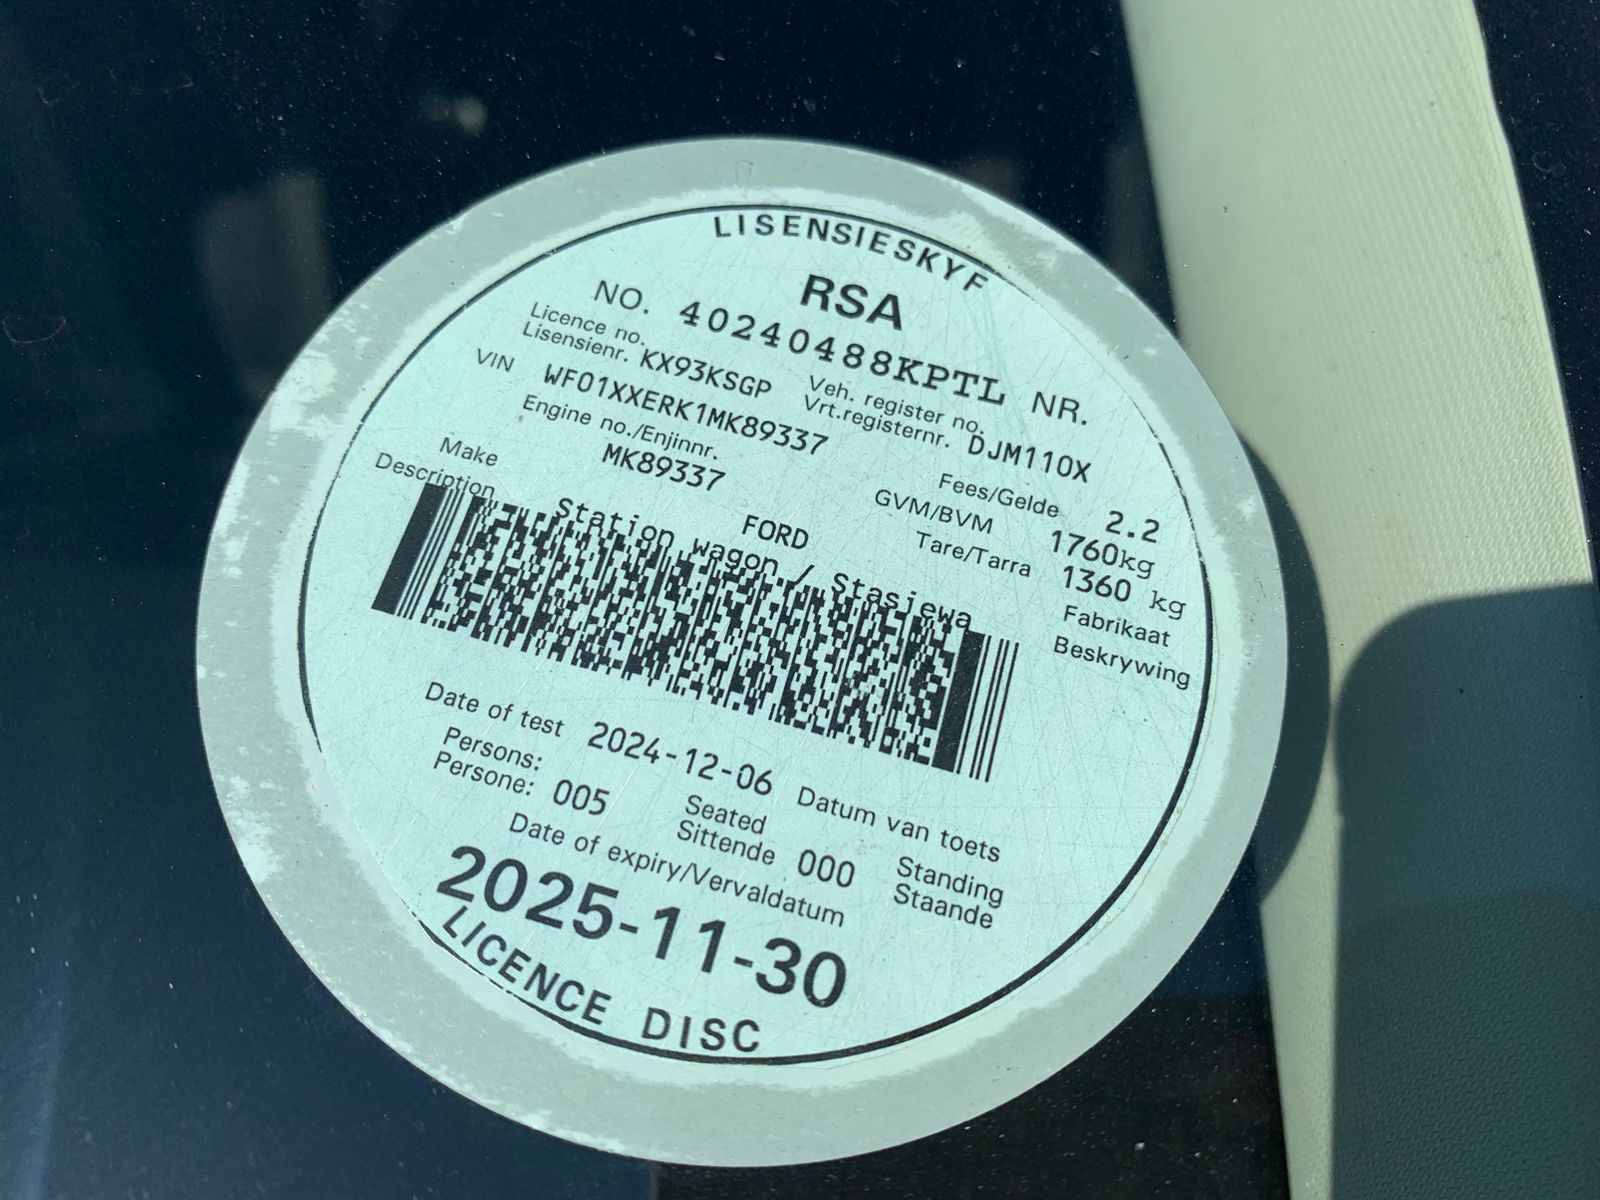 LISENSIESKYF
RSA
NO. 40240488KPTL NR.
Licence no. Lisensienr. KX93KSGP Veh. register no. Vrt.registernr. DJM110X
VIN WF01XXERK1MK89337
Engine no./Enjinnr. MK89337
Fees/Gelde 2.2
GVM/BVM 1760kg
Tare/Tarra 1360 kg
Make FORD Fabrikaat
Description Station wagon / Stasiewa Beskrywing
Date of test 2024-12-06 Datum van toets
Persons: Persone: 005 Seated Sittende 000 Standing Staande
Date of expiry/Vervaldatum
2025-11-30
LICENCE DISC